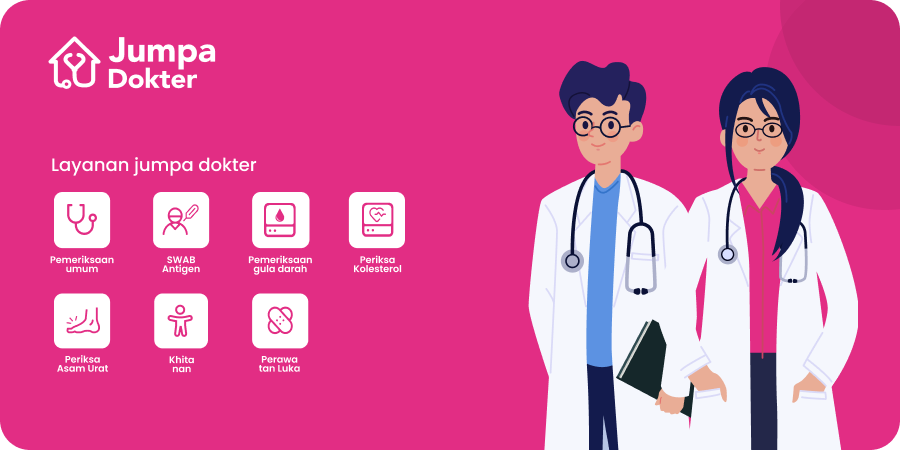 Jumpa
Dokter
Layanan jumpa dokter
Pemeriksaan
umum
SWAB
Antigen
Pemeriksaan
gula darah
Periksa
Kolesterol
Periksa
Asam Urat
Khita
nan
Perawa
tan Luka